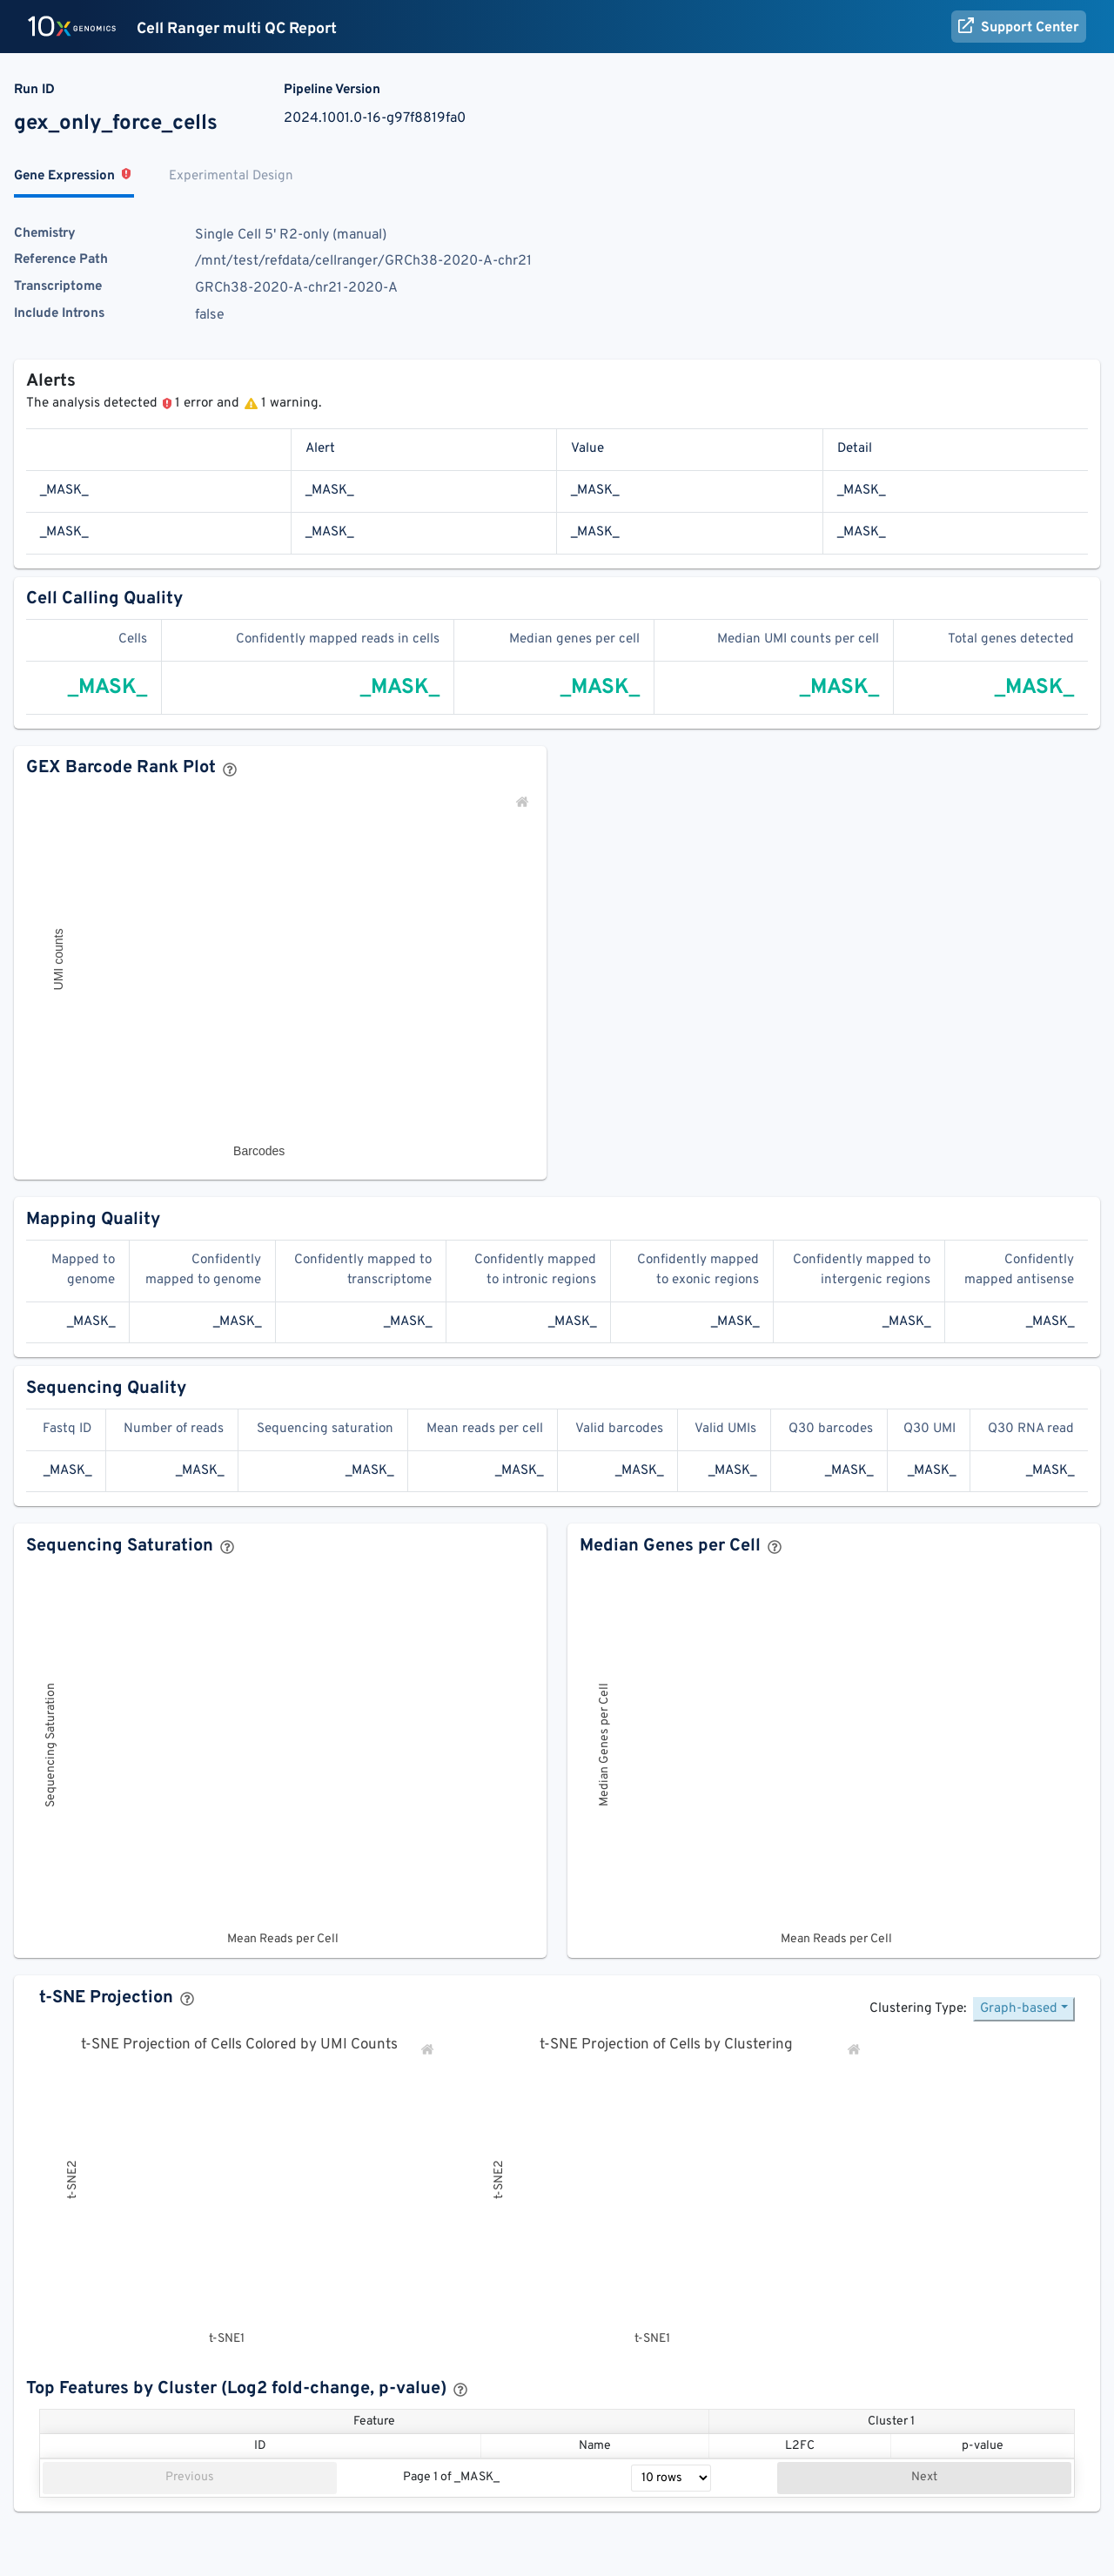 10x GENOMICS Cell Ranger multi QC Report Support Center
Run ID Pipeline Version
gex_only_force_cells 2024.1001.0-16-g97f8819fa0
Gene Expression Experimental Design
Chemistry Single Cell 5' R2-only (manual)
Reference Path /mnt/test/refdata/cellranger/GRCh38-2020-A-chr21
Transcriptome GRCh38-2020-A-chr21-2020-A
Include Introns false
Alerts
The analysis detected 1 error and 1 warning.
Alert Value Detail
_MASK_ _MASK_ _MASK_ _MASK_
_MASK_ _MASK_ _MASK_ _MASK_
Cell Calling Quality
Cells Confidently mapped reads in cells Median genes per cell Median UMI counts per cell Total genes detected
_MASK_ _MASK_ _MASK_ _MASK_ _MASK_
GEX Barcode Rank Plot
UMI counts
Barcodes
Mapping Quality
Mapped to Confidently Confidently mapped to Confidently mapped Confidently mapped Confidently mapped to Confidently
genome mapped to genome transcriptome to intronic regions to exonic regions intergenic regions mapped antisense
_MASK_ _MASK_ _MASK_ _MASK_ _MASK_ _MASK_ _MASK_
Sequencing Quality
Fastq ID Number of reads Sequencing saturation Mean reads per cell Valid barcodes Valid UMIs Q30 barcodes Q30 UMI Q30 RNA read
_MASK_ _MASK_ _MASK_ _MASK_ _MASK_ _MASK_ _MASK_ _MASK_ _MASK_
Sequencing Saturation
Sequencing Saturation
Mean Reads per Cell
Median Genes per Cell
Median Genes per Cell
Mean Reads per Cell
t-SNE Projection
Clustering Type: Graph-based
t-SNE Projection of Cells Colored by UMI Counts
t-SNE2
t-SNE1
t-SNE Projection of Cells by Clustering
t-SNE2
t-SNE1
Top Features by Cluster (Log2 fold-change, p-value)
Feature Cluster 1
ID Name L2FC p-value
Previous Page 1 of _MASK_ 10 rows Next